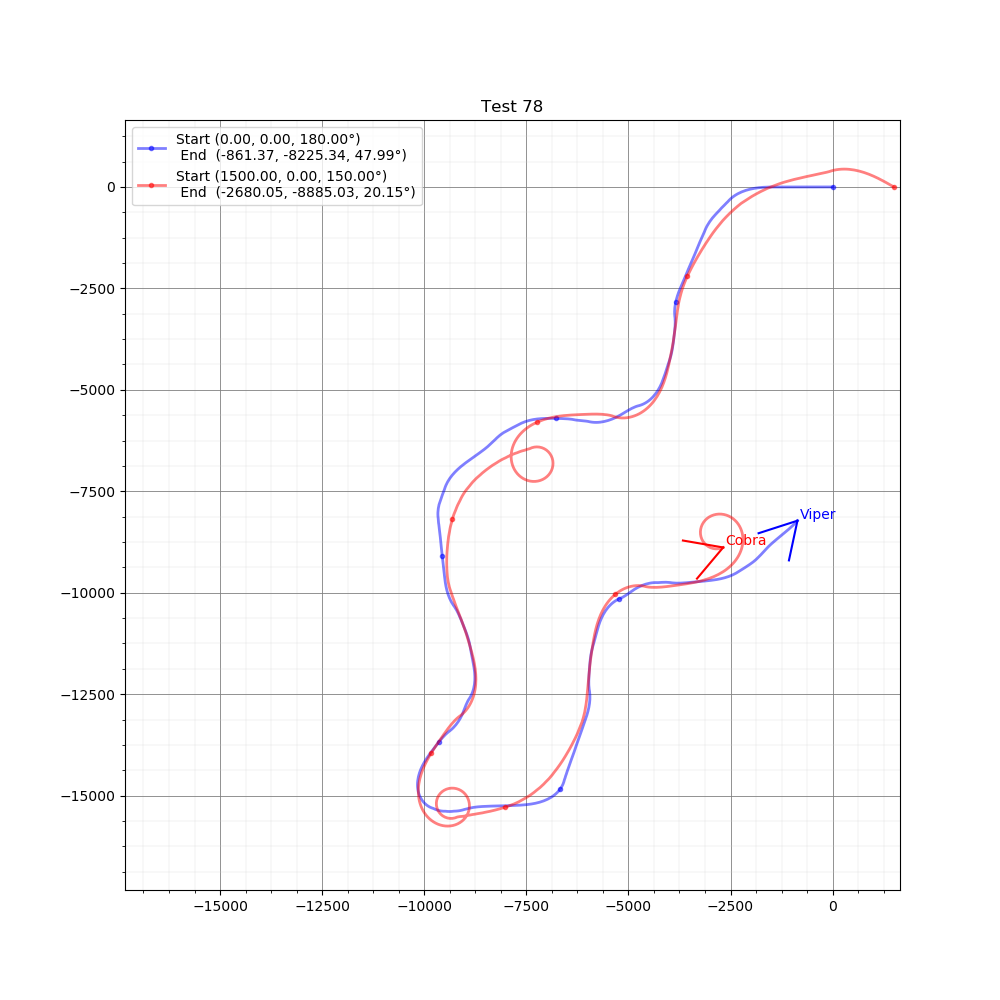 Test 78
Start (0.00, 0.00, 180.00°)
End (-861.37, -8225.34, 47.99°)
Start (1500.00, 0.00, 150.00°)
End (-2680.05, -8885.03, 20.15°)
0
−2500
−5000
−7500
−10000
−12500
−15000
Viper
Cobra
−15000 −12500 −10000 −7500 −5000 −2500 0